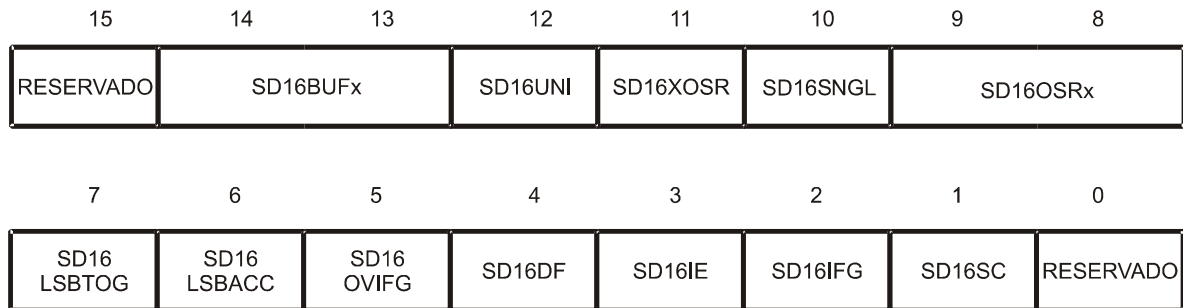 15 14 13 12 11 10 9 8
RESERVADO SD16BUFx SD16UNI SD16XOSR SD16SNGL SD16OSRx
7 6 5 4 3 2 1 0
SD16 SD16 SD16
LSBTOG LSBACC OVIFG SD16DF SD16IE SD16IFG SD16SC RESERVADO